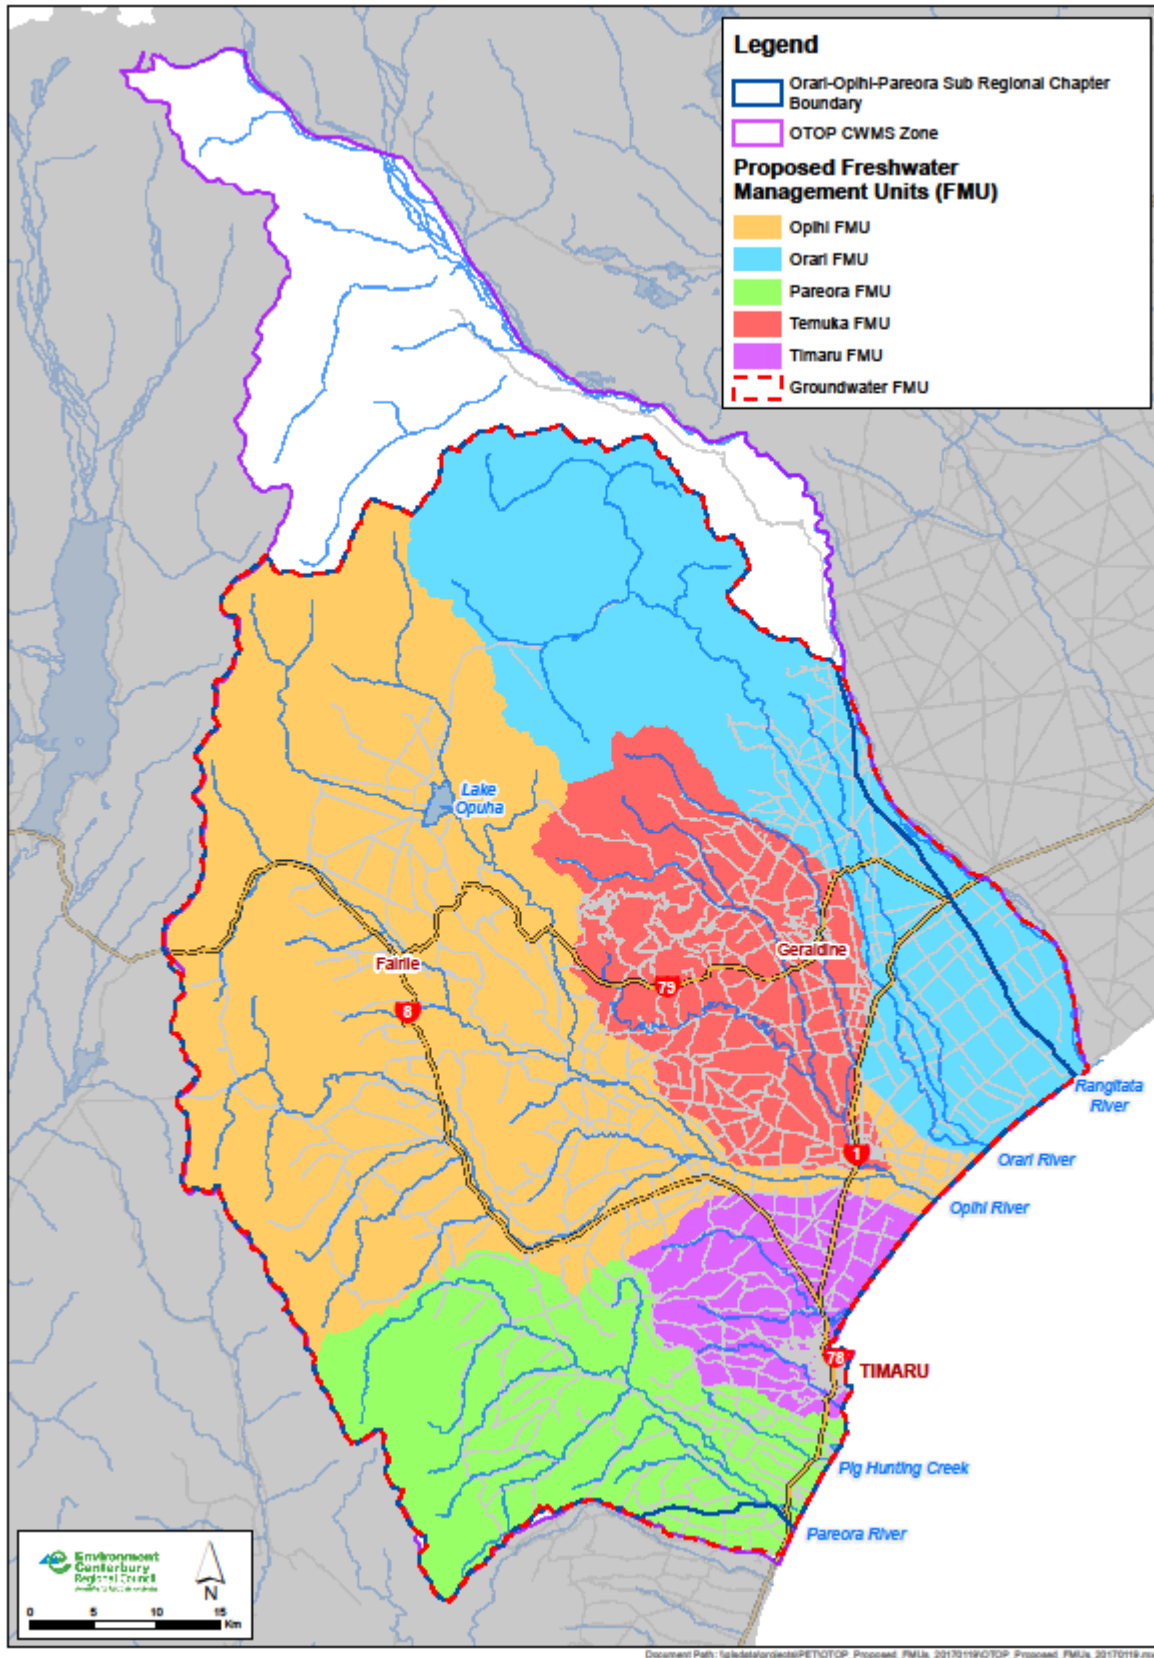 Legend
Orari-Opihi-Pareora Sub Regional Chapter
Boundary
OTOP CWMS Zone
Proposed Freshwater
Management Units (FMU)
Opihi FMU
Orari FMU
Pareora FMU
Temuka FMU
Timaru FMU
Groundwater FMU
Lake
Opuha
Fairlie
Geraldine
79
8
Rangitata
River
1
Orari River
Opihi River
78
TIMARU
Pig Hunting Creek
Pareora River
Environment
Canterbury
Regional Council
N
0 5 10 15
Km